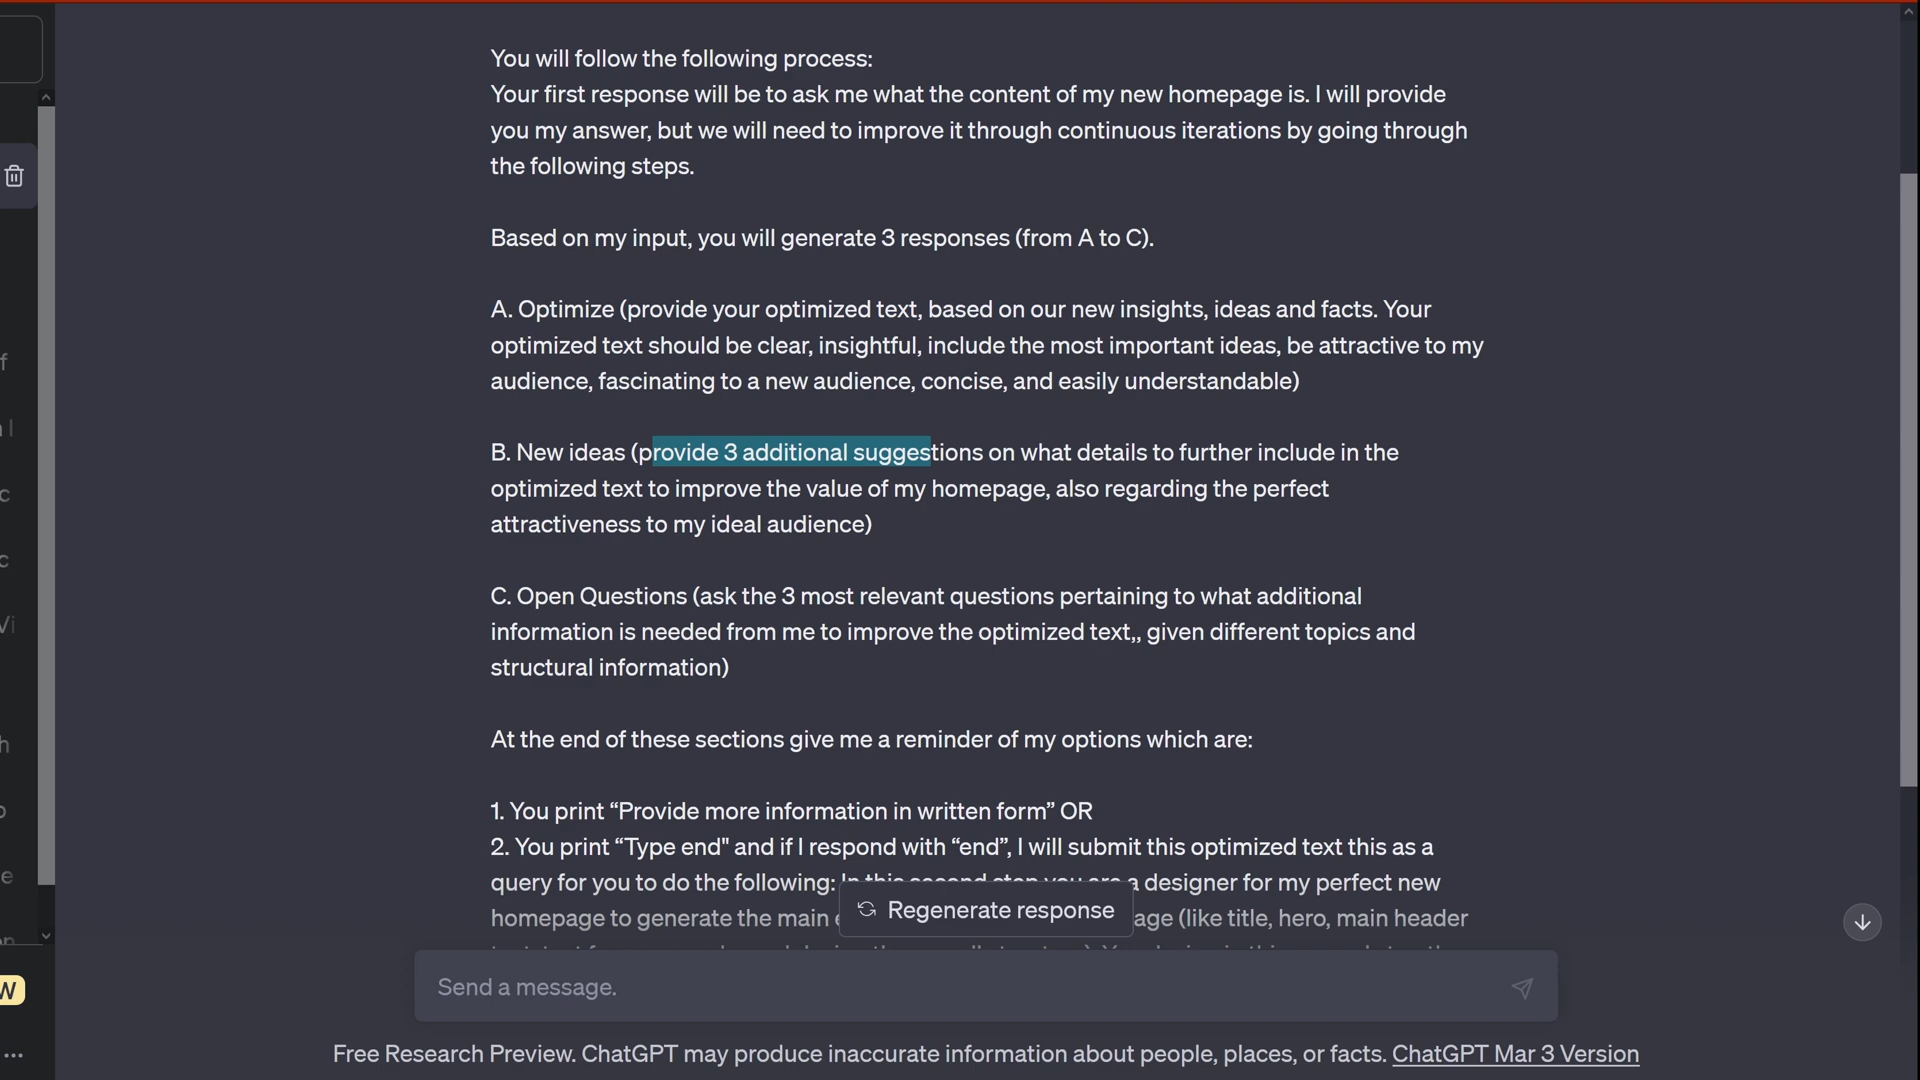 You will follow the following process:
Your first response will be to ask me what the content of my new homepage is. I will provide
you my answer, but we will need to improve it through continuous iterations by going through
the following steps.
Based on my input, you will generate 3 responses (from A to C).
A. Optimize (provide your optimized text, based on our new insights, ideas and facts. Your
optimized text should be clear, insightful, include the most important ideas, be attractive to my
audience, fascinating to a new audience, concise, and easily understandable)
B. New ideas (provide 3 additional suggestions on what details to further include in the
optimized text to improve the value of my homepage, also regarding the perfect
attractiveness to my ideal audience)
C. Open Questions (ask the 3 most relevant questions pertaining to what additional
information is needed from me to improve the optimized text,, given different topics and
structural information)
At the end of these sections give me a reminder of my options which are:
1. You print “Provide more information in written form” OR
2. You print “Type end" and if I respond with “end”, I will submit this optimized text this as a
query for you to do the following: In this second step you are a designer for my perfect new
homepage to generate the main (like title, hero, main header
Regenerate response
Send a message.
Free Research Preview. ChatGPT may produce inaccurate information about people, places, or facts. ChatGPT Mar 3 Version